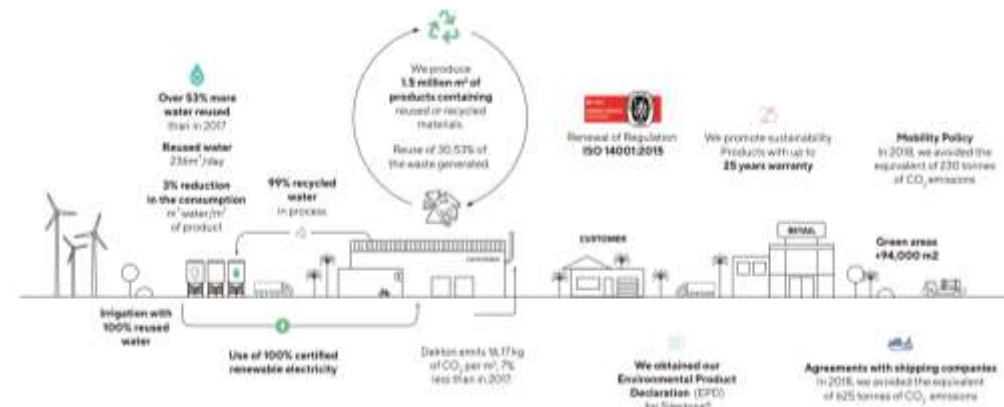 Over 53% more
water reused
than in 2017
Reused water
236m³/day
3% reduction
in the consumption
m³ water/m²
of product
99% recycled
water
in process
We produce
1.5 million m² of
products containing
reused or recycled
materials.
Reuse of 30,53% of
the waste generated.
Renewal of Regulation
ISO 14001:2015
25
We promote sustainability
Products with up to
25 years warranty
Mobility Policy
In 2018, we avoided the
equivalent of 230 tonnes
of CO₂ emissions
CUSTOMER
RETAIL
Green areas
+94,000 m2
Irrigation with
100% reused
water
Use of 100% certified
renewable electricity
Dekton emits 16,17 kg
of CO₂ per m², 7%
less than in 2017
We obtained our
Environmental Product
Declaration (EPD)
for Silestone®
Agreements with shipping companies
In 2018, we avoided the equivalent
of 625 tonnes of CO₂ emissions